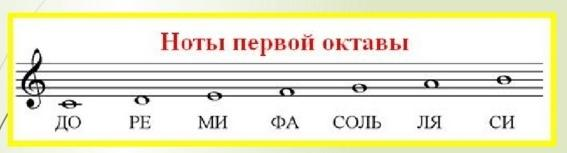 Ноты первой октавы
ДО РЕ МИ ФА СОЛЬ ЛЯ СИ